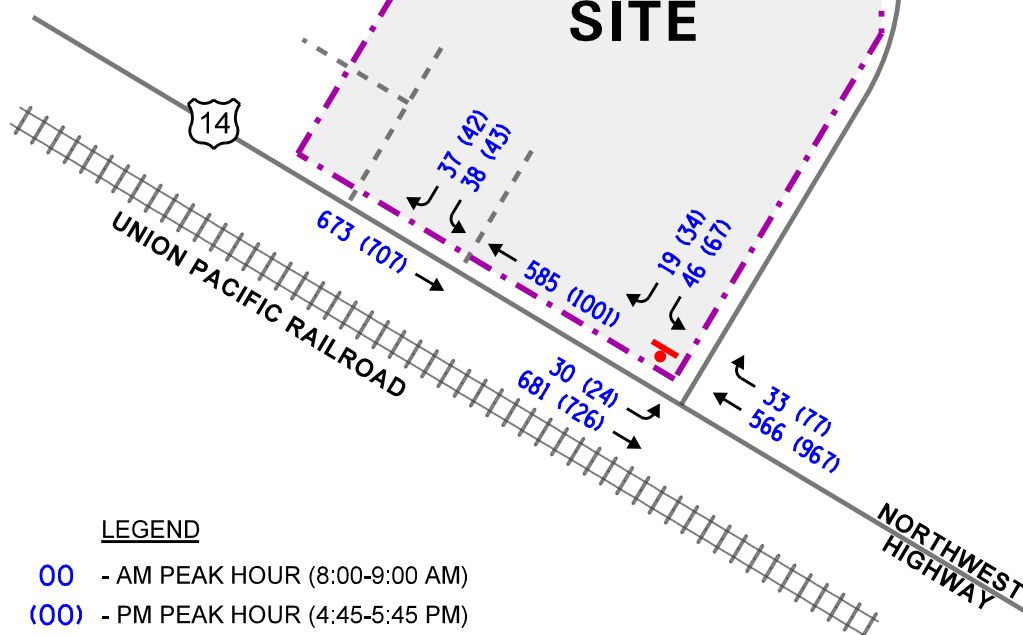 SITE
14
37 (42)
38 (43)
673 (707)
585 (1001)
19 (34)
46 (67)
30 (24)
681 (726)
33 (77)
566 (967)
UNION PACIFIC RAILROAD
NORTHWEST
HIGHWAY
LEGEND
00 - AM PEAK HOUR (8:00-9:00 AM)
(00) - PM PEAK HOUR (4:45-5:45 PM)